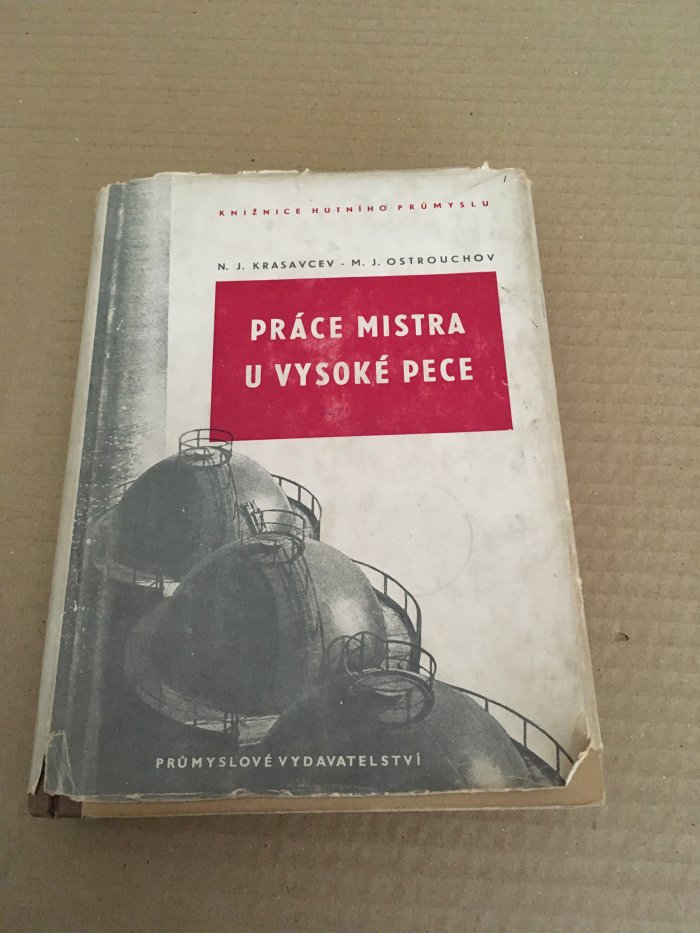 KNIŽNICE HUTNÍHO PRŮMYSLU
N. J. KRASAVCEV - M. J. OSTROUCHOV
PRÁCE MISTRA
U VYSOKÉ PECE
PRŮMYSLOVÉ VYDAVATELSTVÍ